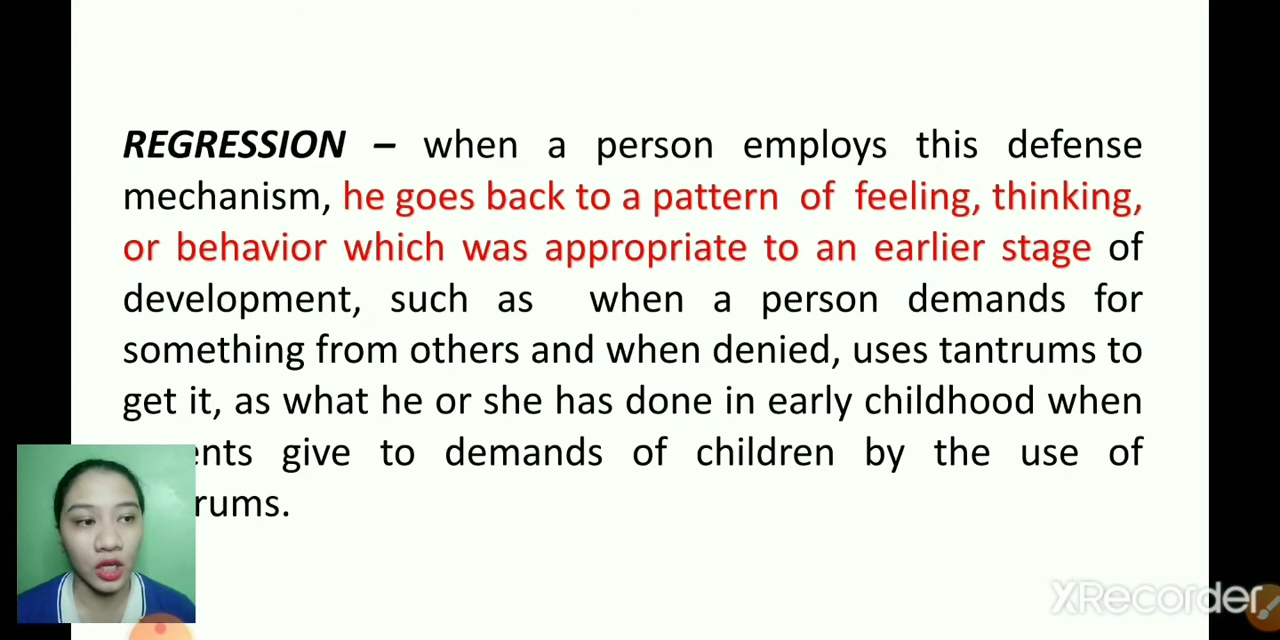 REGRESSION – when a person employs this defense
mechanism, he goes back to a pattern of feeling, thinking,
or behavior which was appropriate to an earlier stage of
development, such as when a person demands for
something from others and when denied, uses tantrums to
get it, as what he or she has done in early childhood when
ents give to demands of children by the use of
rums.
XRecorder